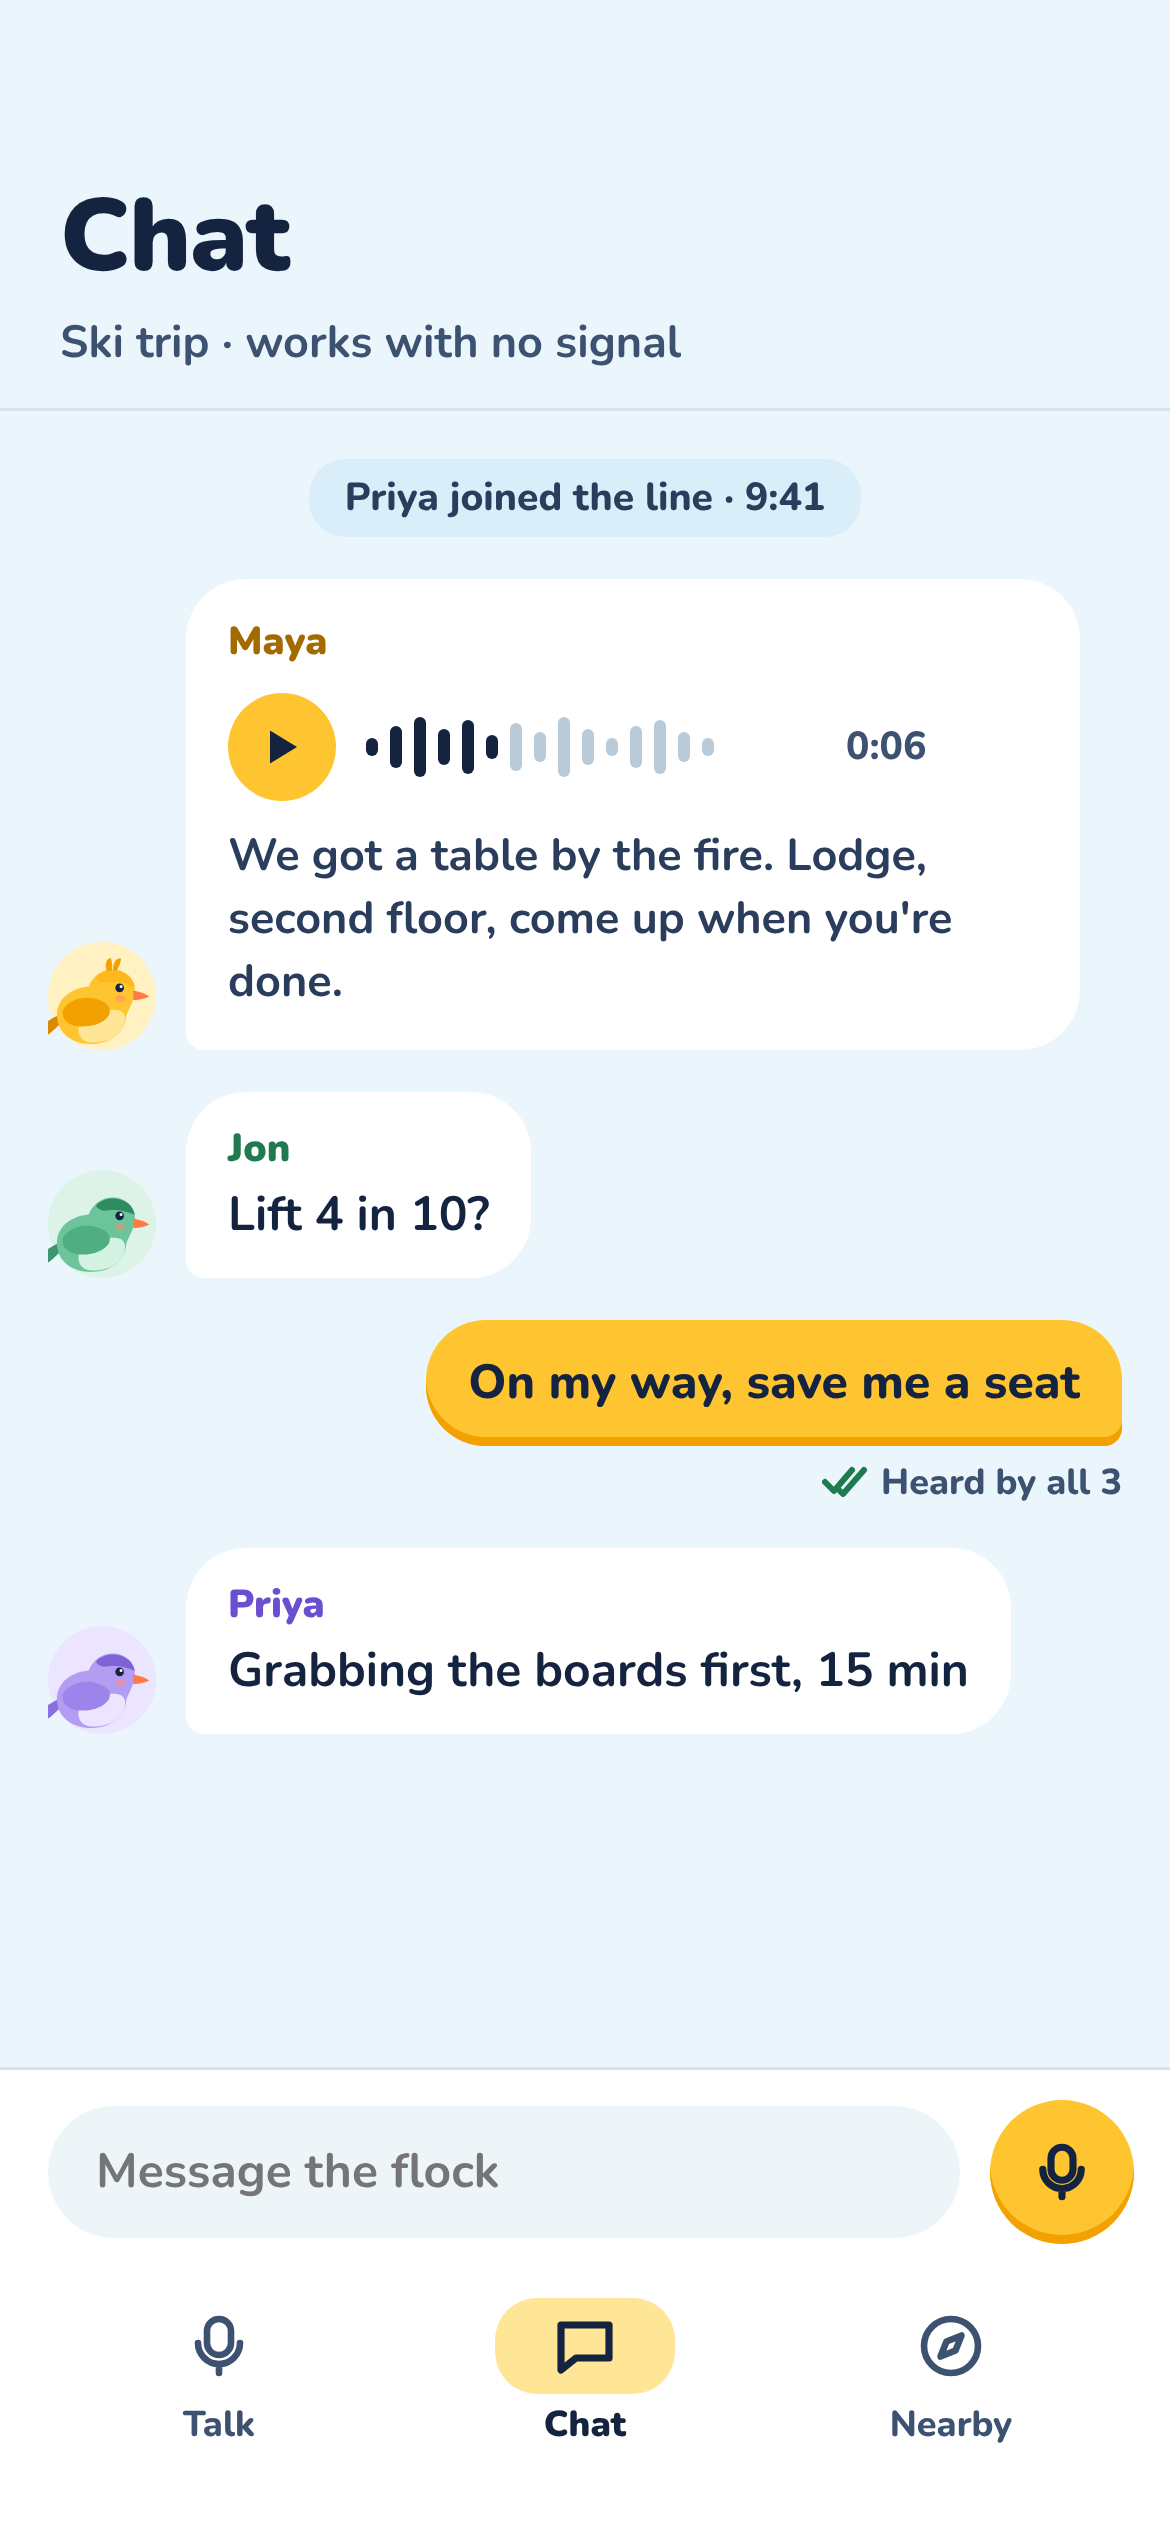 Chat
Ski trip · works with no signal
Priya joined the line · 9:41
Maya
0:06
We got a table by the fire. Lodge,
second floor, come up when you're
done.
Jon
Lift 4 in 10?
On my way, save me a seat
Heard by all 3
Priya
Grabbing the boards first, 15 min
Message the flock
Talk
Chat
Nearby